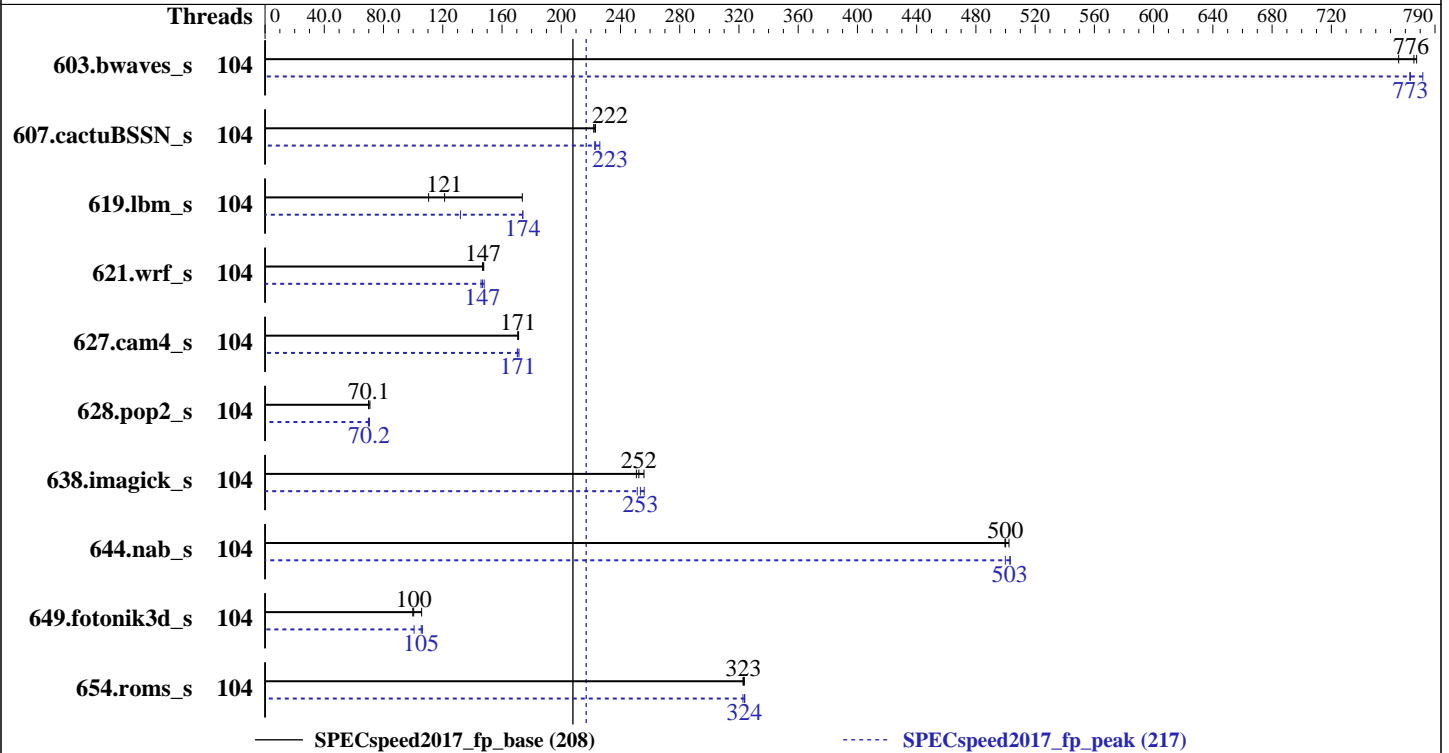 Threads 0 40.0 80.0 120 160 200 240 280 320 360 400 440 480 520 560 600 640 680 720 790
776
603.bwaves_s 104
773
222
607.cactuBSSN_s 104
223
121
619.lbm_s 104
174
147
621.wrf_s 104
147
171
627.cam4_s 104
171
70.1
628.pop2_s 104
70.2
252
638.imagick_s 104
253
500
644.nab_s 104
503
100
649.fotonik3d_s 104
105
323
654.roms_s 104
324
SPECspeed2017_fp_base (208) SPECspeed2017_fp_peak (217)